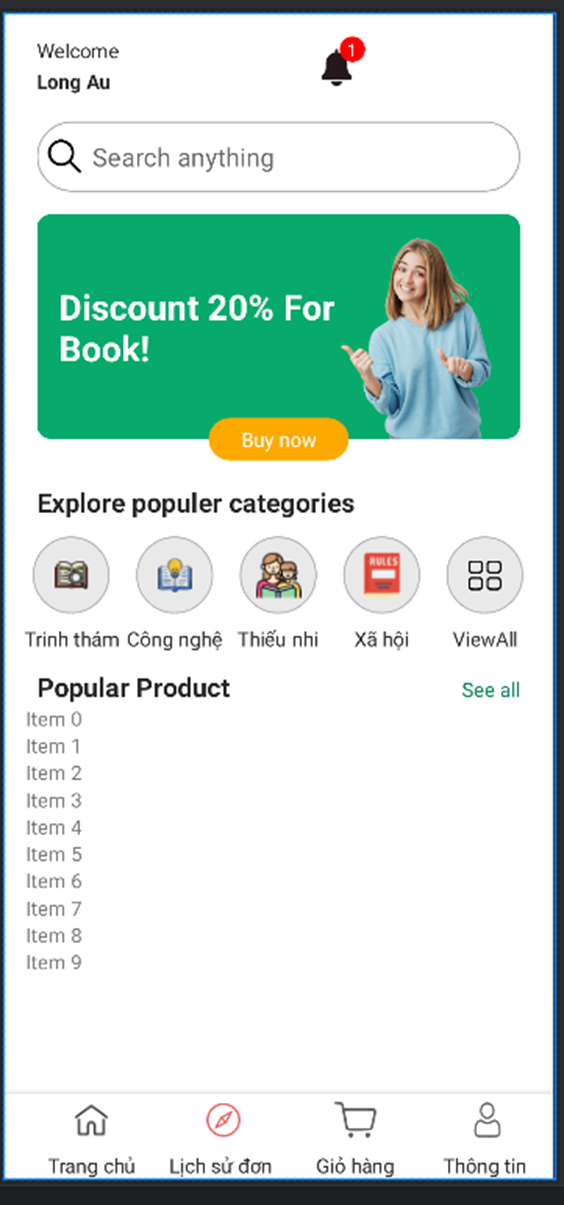 Welcome
1
Long Au
Search anything
Discount 20% For
Book!
Buy now
Explore populer categories
RULES
Trinh thám Công nghệ Thiếu nhi Xã hội ViewAll
Popular Product See all
Item 0
Item 1
Item 2
Item 3
Item 4
Item 5
Item 6
Item 7
Item 8
Item 9
Trang chủ Lịch sử đơn Giỏ hàng Thông tin